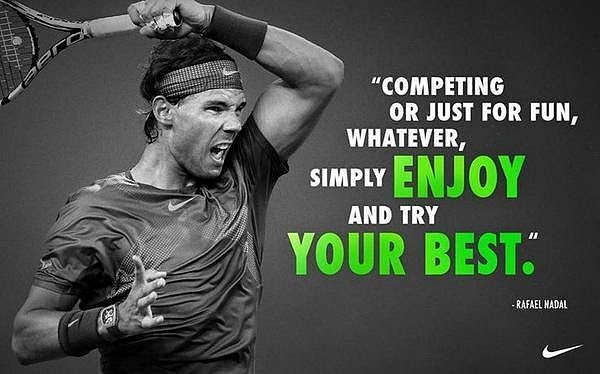 “COMPETING
OR JUST FOR FUN,
WHATEVER,
SIMPLY ENJOY
AND TRY
YOUR BEST.“
- RAFAEL NADAL